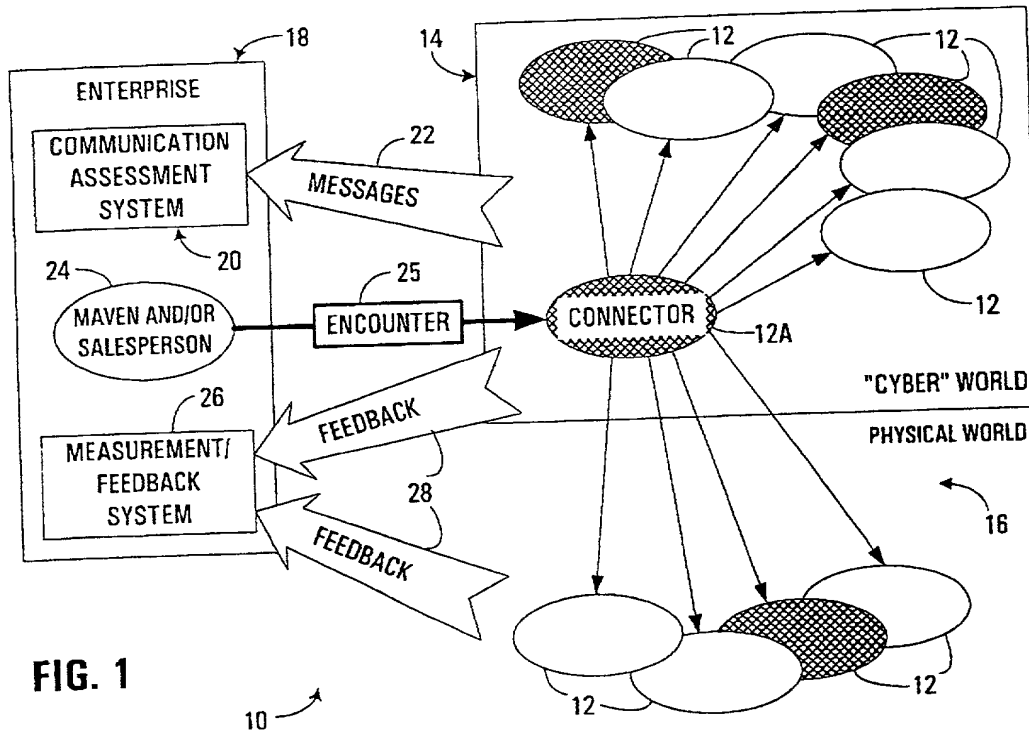 18
14
12
12
ENTERPRISE
COMMUNICATION
ASSESSMENT
SYSTEM
22
MESSAGES
20
24
25
12
MAVEN AND/OR
SALESPERSON
ENCOUNTER
CONNECTOR
12A
"CYBER" WORLD
26
FEEDBACK
PHYSICAL WORLD
MEASUREMENT/
FEEDBACK
SYSTEM
28
16
FEEDBACK
FIG. 1
12
12
10